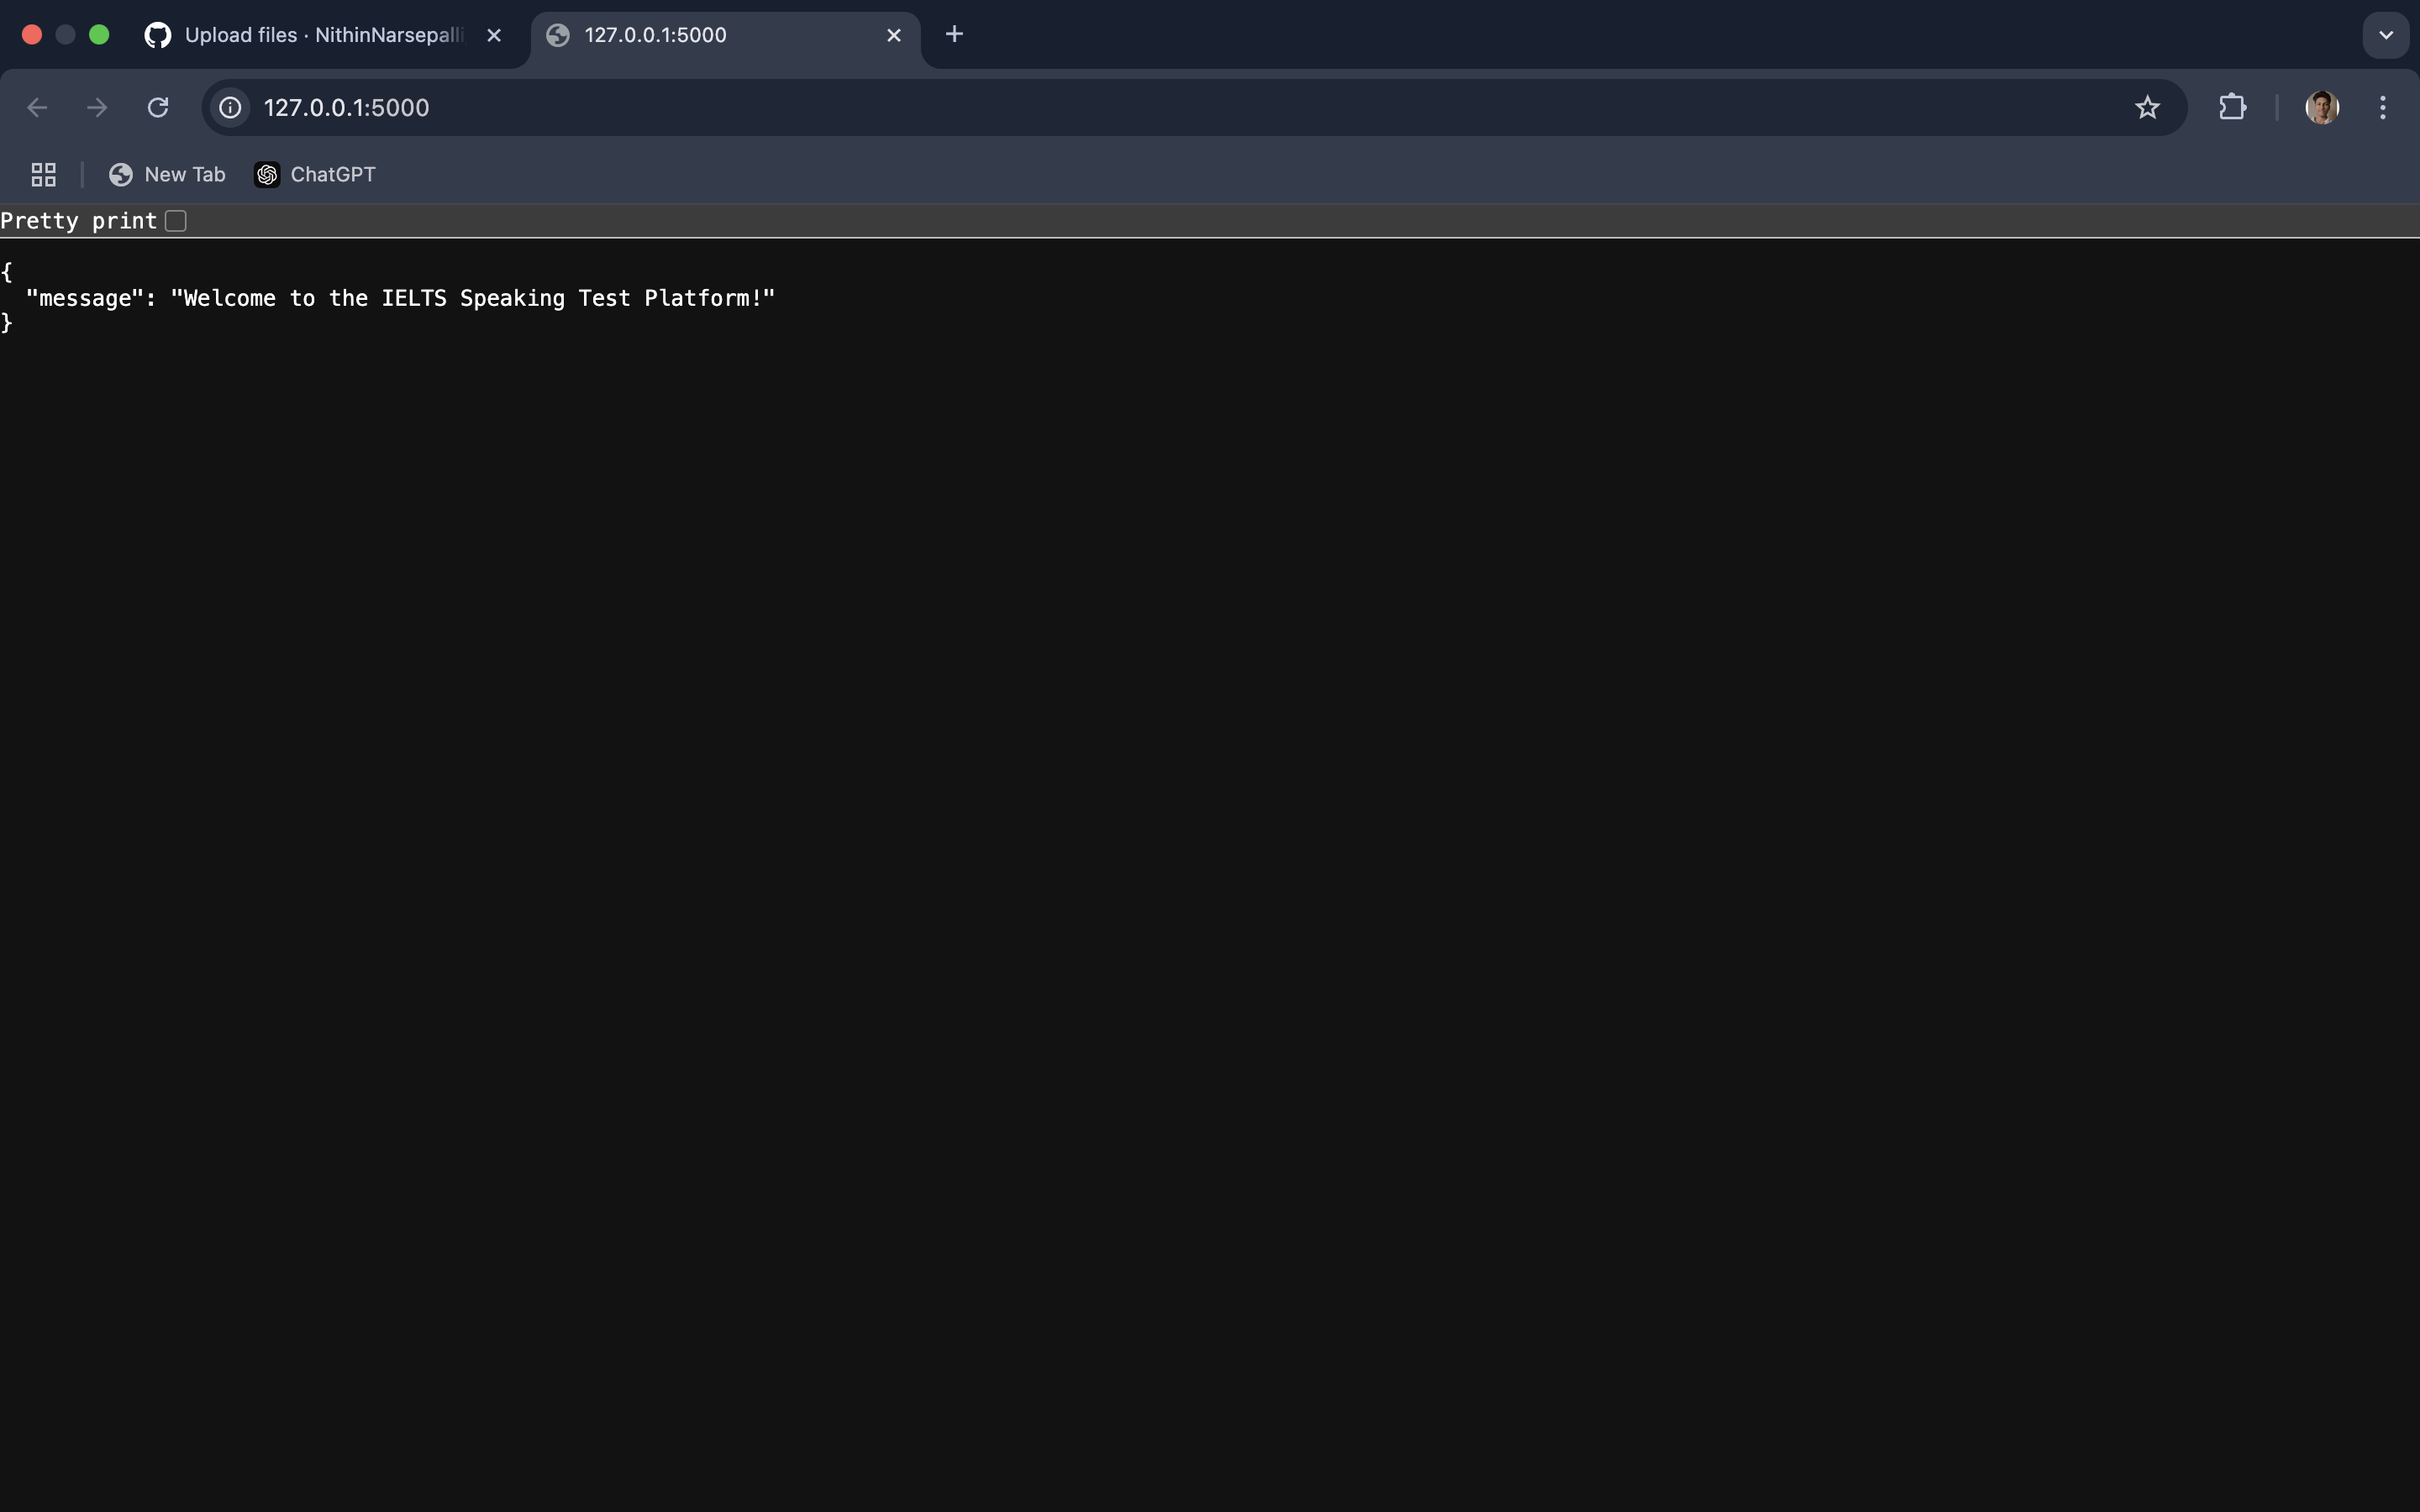 Upload files · NithinNarsepalli
127.0.0.1:5000
127.0.0.1:5000
New Tab
ChatGPT
Pretty print
{
  "message": "Welcome to the IELTS Speaking Test Platform!"
}